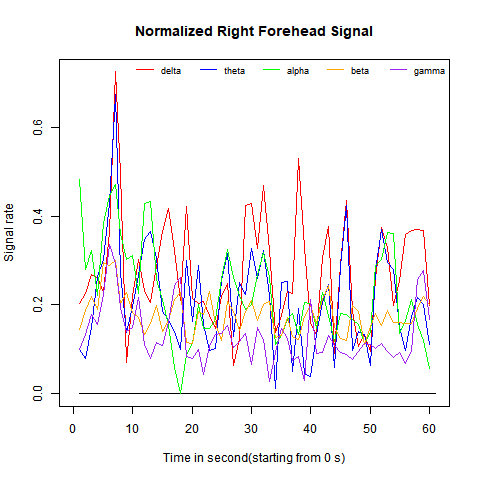 Normalized Right Forehead Signal
delta theta alpha beta gamma
Signal rate
0.0 0.2 0.4 0.6
0 10 20 30 40 50 60
Time in second(starting from 0 s)